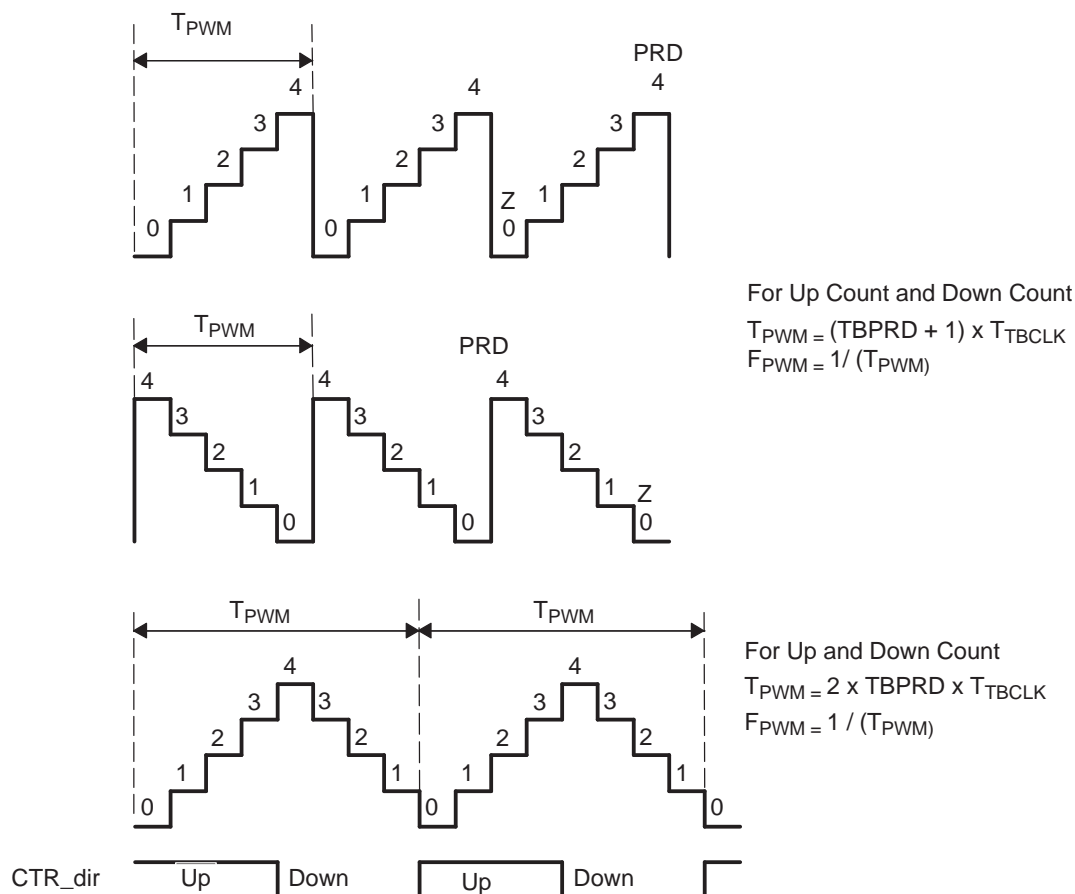 TPWM
PRD
4 4 4
3 3 3
2 2 2
1 1 1
Z
0 0 0
For Up Count and Down Count
TPWM = (TBPRD + 1) x TTBCLK
FPWM = 1/ (TPWM)
TPWM
PRD
4 4 4
3 3 3
2 2 2
1 1 1
Z
0 0 0
TPWM TPWM
For Up and Down Count
TPWM = 2 x TBPRD x TTBCLK
FPWM = 1 / (TPWM)
4 4
3 3 3 3
2 2 2 2
1 1 1 1
0 0 0
CTR_dir Up Down Up Down